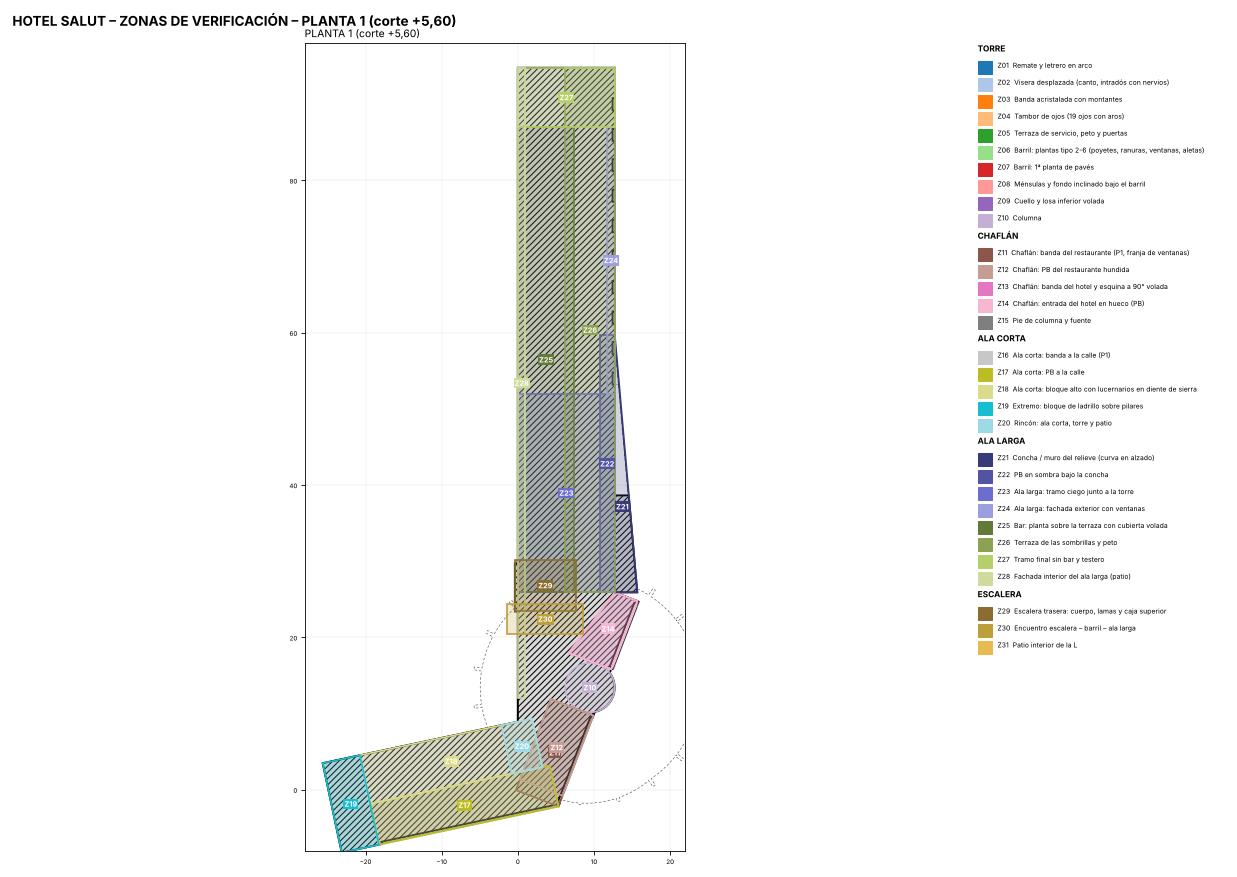 HOTEL SALUT – ZONAS DE VERIFICACIÓN – PLANTA 1 (corte +5,60)
PLANTA 1 (corte +5,60)
Z27
80
Z24
60
Z26
Z25
Z28
Z22
40
Z23
Z21
Z29
20
Z30
Z14
Z10
Z20
Z12
Z18
0
Z19
Z17
−20
−10
0
10
20
TORRE
Z01 Remate y letrero en arco
Z02 Visera desplazada (canto, intradós con nervios)
Z03 Banda acristalada con montantes
Z04 Tambor de ojos (19 ojos con aros)
Z05 Terraza de servicio, peto y puertas
Z06 Barril: plantas tipo 2-6 (poyetes, ranuras, ventanas, aletas)
Z07 Barril: 1ª planta de pavés
Z08 Ménsulas y fondo inclinado bajo el barril
Z09 Cuello y losa inferior volada
Z10 Columna
CHAFLÁN
Z11 Chaflán: banda del restaurante (P1, franja de ventanas)
Z12 Chaflán: PB del restaurante hundida
Z13 Chaflán: banda del hotel y esquina a 90° volada
Z14 Chaflán: entrada del hotel en hueco (PB)
Z15 Pie de columna y fuente
ALA CORTA
Z16 Ala corta: banda a la calle (P1)
Z17 Ala corta: PB a la calle
Z18 Ala corta: bloque alto con lucernarios en diente de sierra
Z19 Extremo: bloque de ladrillo sobre pilares
Z20 Rincón: ala corta, torre y patio
ALA LARGA
Z21 Concha / muro del relieve (curva en alzado)
Z22 PB en sombra bajo la concha
Z23 Ala larga: tramo ciego junto a la torre
Z24 Ala larga: fachada exterior con ventanas
Z25 Bar: planta sobre la terraza con cubierta volada
Z26 Terraza de las sombrillas y peto
Z27 Tramo final sin bar y testero
Z28 Fachada interior del ala larga (patio)
ESCALERA
Z29 Escalera trasera: cuerpo, lamas y caja superior
Z30 Encuentro escalera – barril – ala larga
Z31 Patio interior de la L